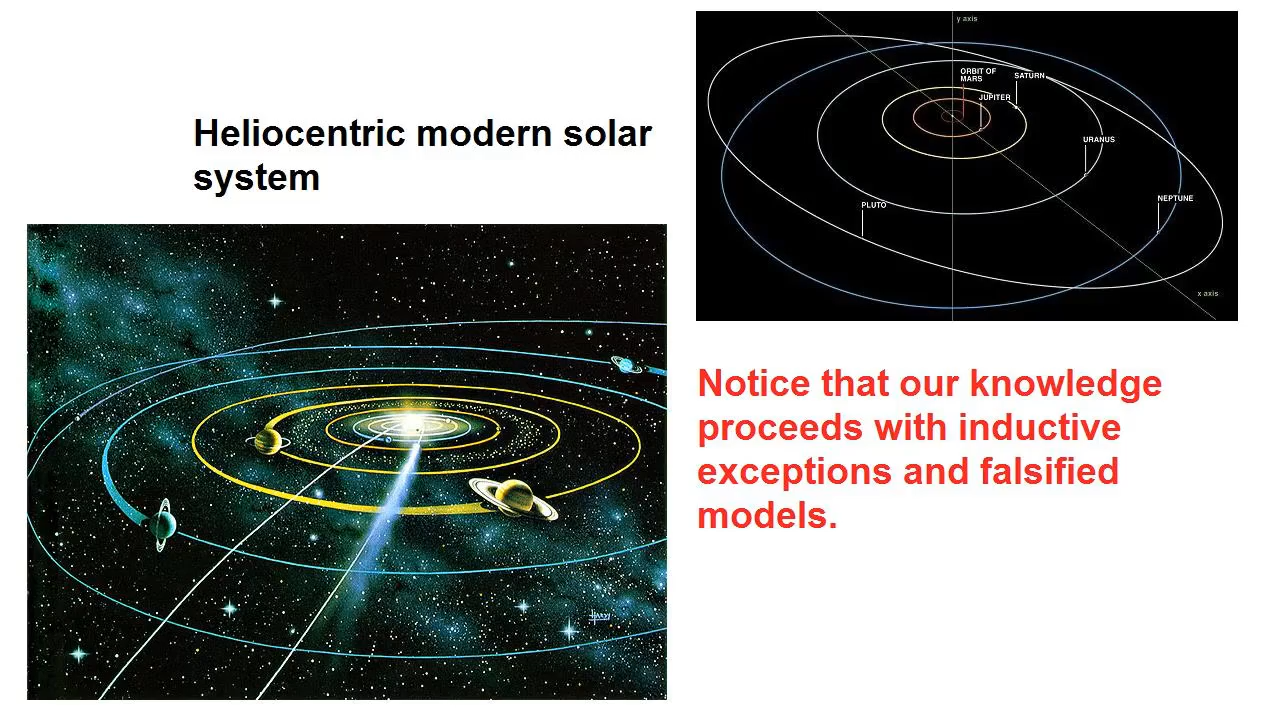 Heliocentric modern solar
system
y axis
ORBIT OF
MARS
SATURN
JUPITER
URANUS
PLUTO
NEPTUNE
x axis
Notice that our knowledge
proceeds with inductive
exceptions and falsified
models.